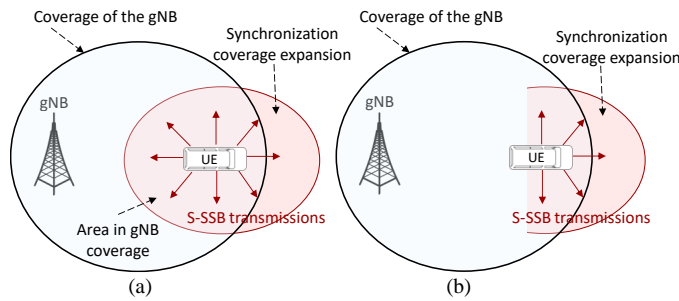 Coverage of the gNB
Synchronization
coverage expansion
gNB
UE
S-SSB transmissions
Area in gNB
coverage
(a)
Coverage of the gNB
Synchronization
coverage expansion
gNB
UE
S-SSB transmissions
(b)